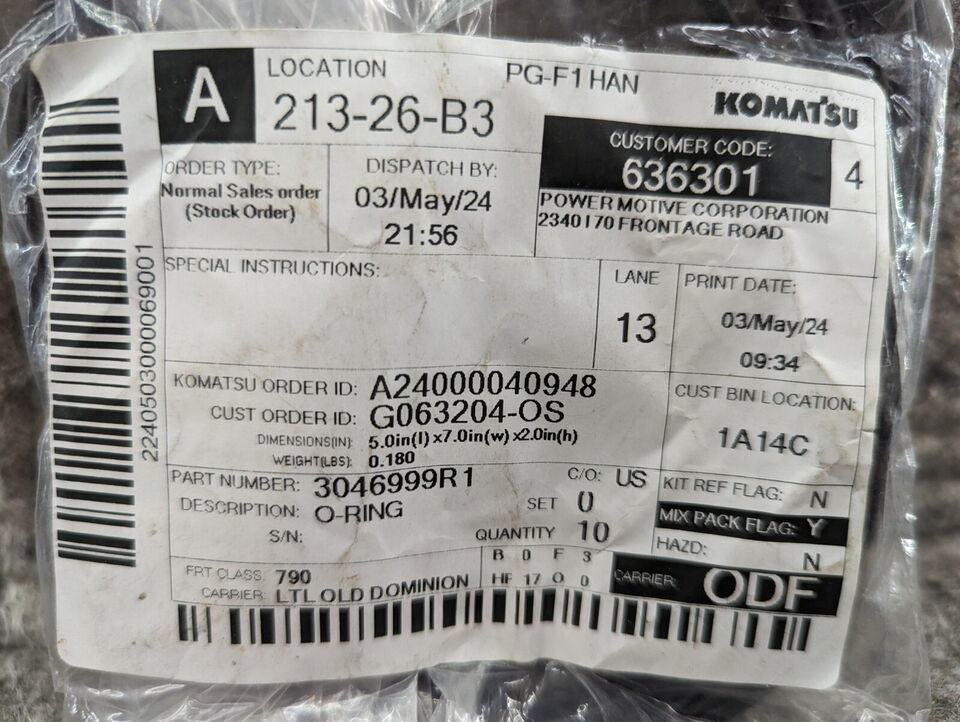 A
LOCATION
213-26-B3
PG-F1 HAN
KOMATSU
CUSTOMER CODE:
636301
4
POWER MOTIVE CORPORATION
2340 I 70 FRONTAGE ROAD
ORDER TYPE:
Normal Sales order
(Stock Order)
DISPATCH BY:
03/May/24
21:56
SPECIAL INSTRUCTIONS:
LANE
13
PRINT DATE:
03/May/24
09:34
KOMATSU ORDER ID: A24000040948
CUST ORDER ID: G063204-OS
DIMENSIONS(IN): 5.0in(l) x7.0in(w) x2.0in(h)
WEIGHT(LBS): 0.180
CUST BIN LOCATION:
1A14C
PART NUMBER: 3046999R1
C/O: US
DESCRIPTION: O-RING
SET 0
S/N:
QUANTITY 10
KIT REF FLAG: N
MIX PACK FLAG: Y
HAZD: N
FRT CLASS: 790
CARRIER: LTL OLD DOMINION
B 0 F 3
HF 17 O 0
CARRIER: ODF
2240503000069001